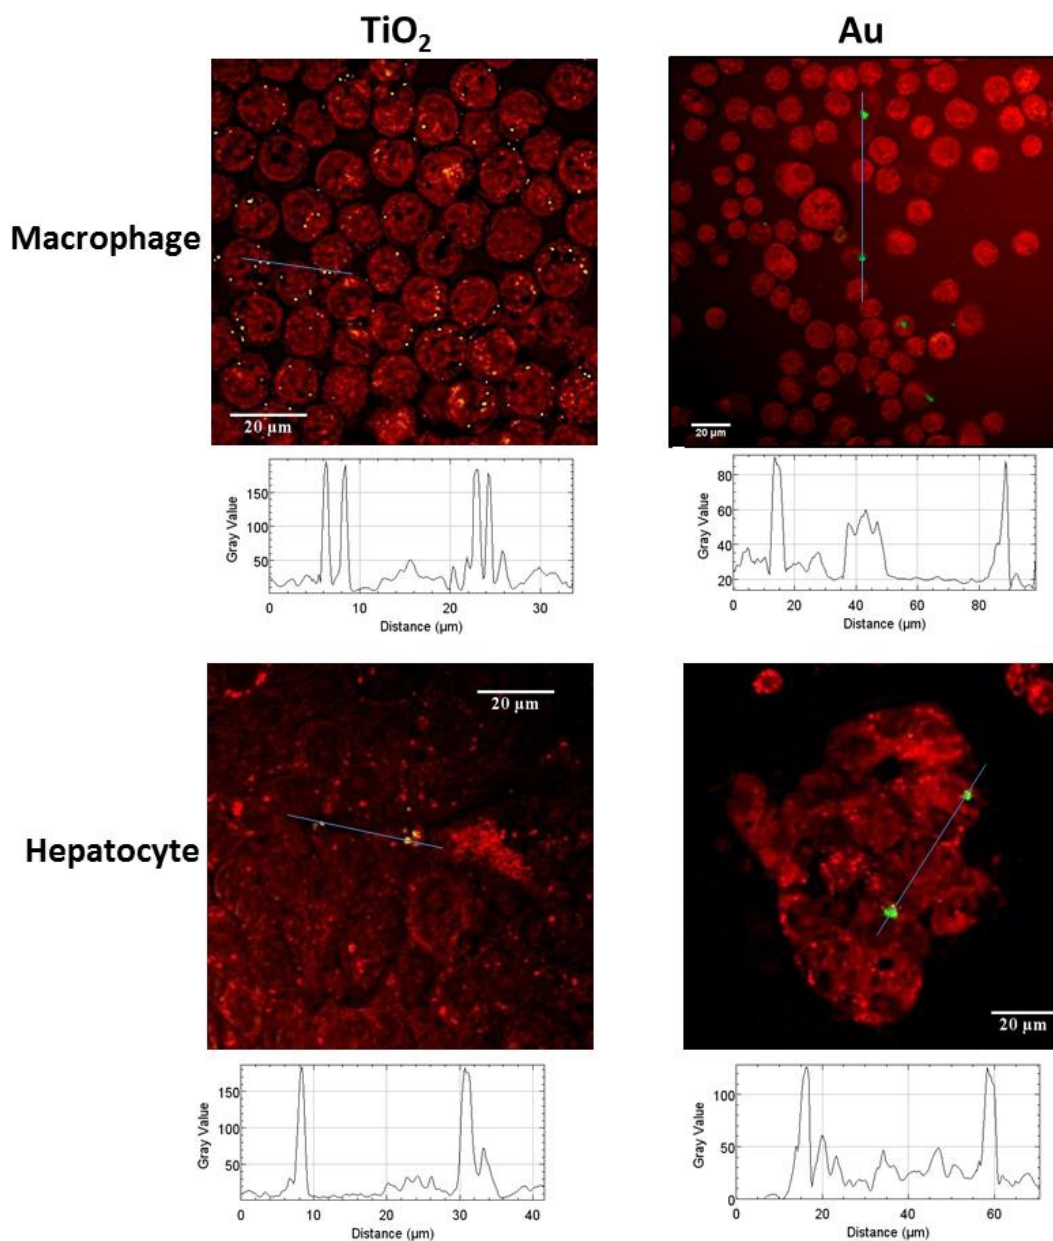 TiO2 Au
Macrophage
20 µm
20 µm
Gray Value
150
100
50
0 10 20 30
Distance (µm)
Gray Value
80
60
40
20
0 20 40 60 80
Distance (µm)
Hepatocyte
20 µm
20 µm
Gray Value
150
100
50
0 10 20 30 40
Distance (µm)
Gray Value
100
50
0
0 20 40 60
Distance (µm)